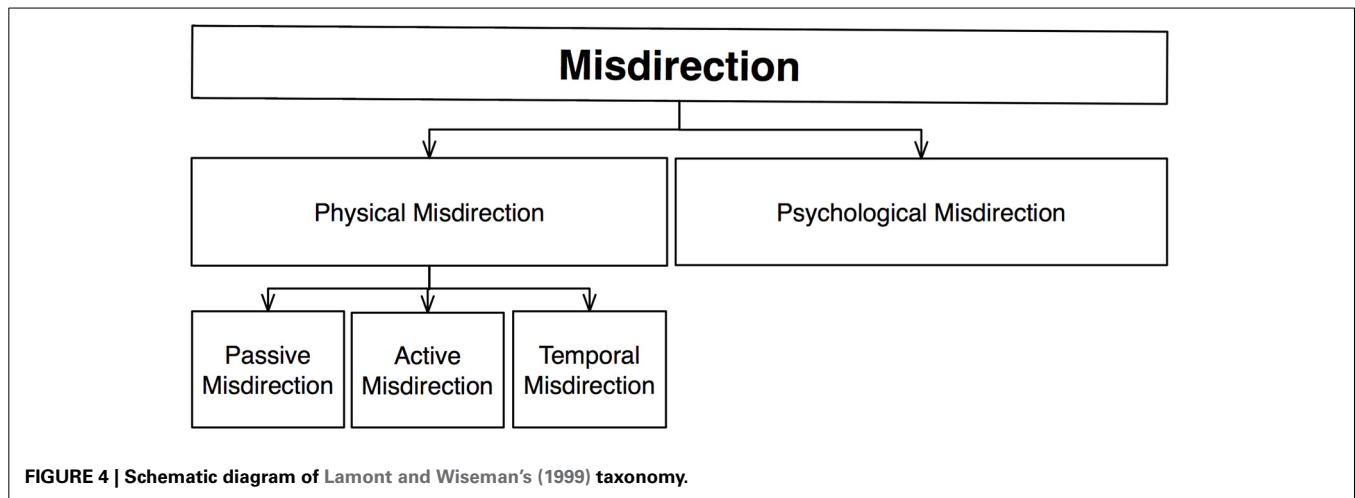 Misdirection
Physical Misdirection
Psychological Misdirection
Passive
Misdirection
Active
Misdirection
Temporal
Misdirection
FIGURE 4 | Schematic diagram of Lamont and Wiseman's (1999) taxonomy.